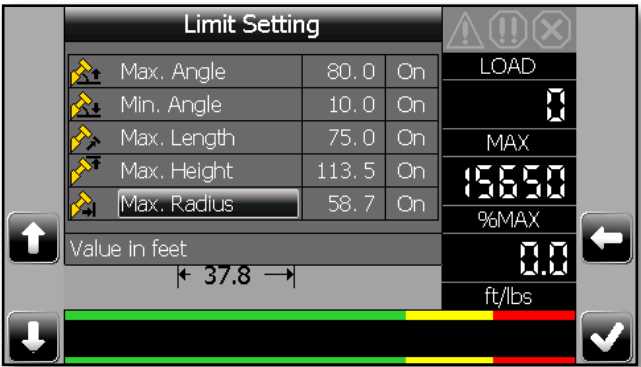 Limit Setting
Max. Angle 80.0 On
Min. Angle 10.0 On
Max. Length 75.0 On
Max. Height 113.5 On
Max. Radius 58.7 On
Value in feet
37.8
LOAD
0
MAX
15650
%MAX
0.0
ft/lbs